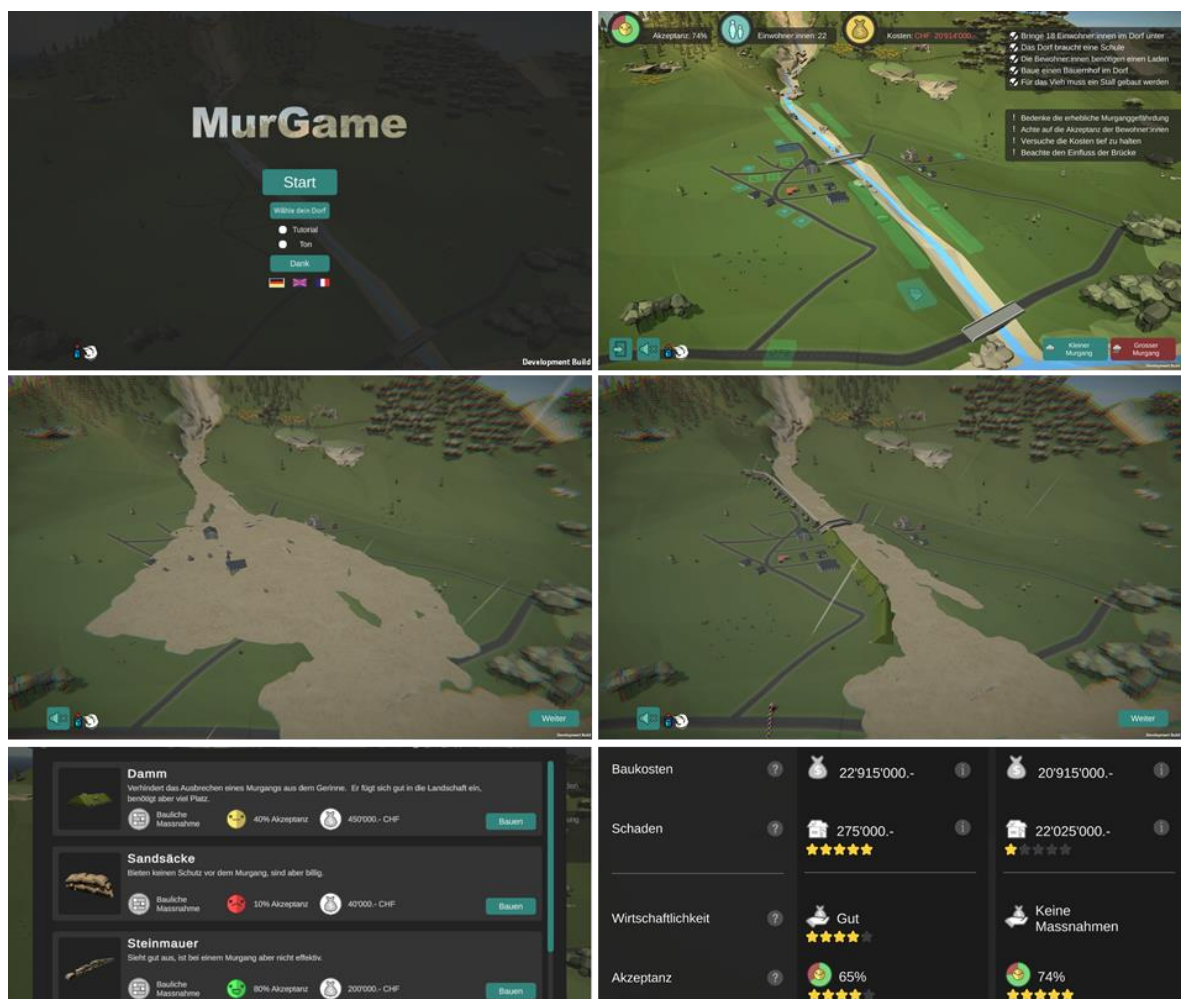 MurGame
Start
Wähle dein Dorf
Tutorial
Ton
Dank
Development Build
Akzeptanz: 74%
Einwohner:innen: 22
Kosten: CHF 20'914'000.-
Bringe 18 Einwohner:innen im Dorf unter
Das Dorf braucht eine Schule
Die Bewohner:innen benötigen einen Laden
Baue einen Bauernhof im Dorf
Für das Vieh muss ein Stall gebaut werden
! Bedenke die erhebliche Murganggefährdung
! Achte auf die Akzeptanz der Bewohner:innen
! Versuche die Kosten tief zu halten
! Beachte den Einfluss der Brücke
Kleiner
Murgang
Grosser
Murgang
Development Build
Weiter
Development Build
Weiter
Development Build
Damm
Verhindert das Ausbrechen eines Murgangs aus dem Gerinne. Er fügt sich gut in die Landschaft ein,
benötigt aber viel Platz.
Bauliche
Massnahme
40% Akzeptanz
450'000.- CHF
Bauen
Sandsäcke
Bieten keinen Schutz vor dem Murgang, sind aber billig.
Bauliche
Massnahme
10% Akzeptanz
40'000.- CHF
Bauen
Steinmauer
Sieht gut aus, ist bei einem Murgang aber nicht effektiv.
Bauliche
Massnahme
80% Akzeptanz
200'000.- CHF
Bauen
Baukosten ? 22'915'000.- i 20'915'000.- i
Schaden ? 275'000.- i 22'025'000.- i
Wirtschaftlichkeit ? Gut Keine
Massnahmen
Akzeptanz ? 65% 74%